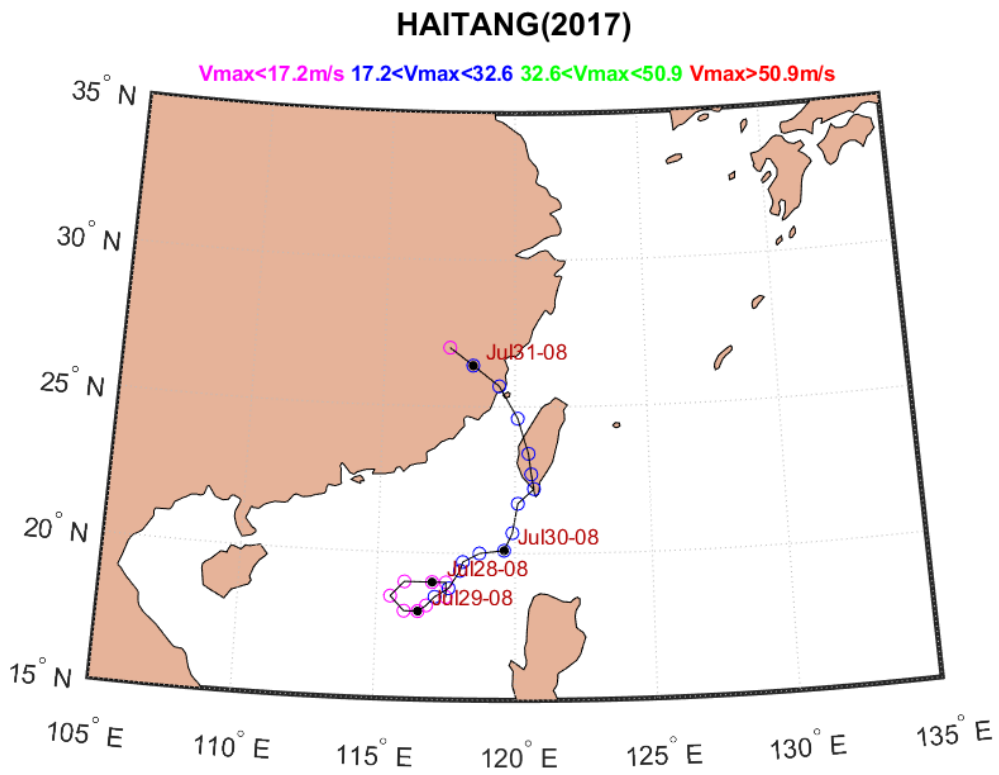 HAITANG(2017)
Vmax<17.2m/s 17.2<Vmax<32.6 32.6<Vmax<50.9 Vmax>50.9m/s
35° N
30° N
25° N
20° N
15° N
Jul31-08
Jul30-08
Jul28-08
Jul29-08
105° E
110° E
115° E
120° E
125° E
130° E
135° E